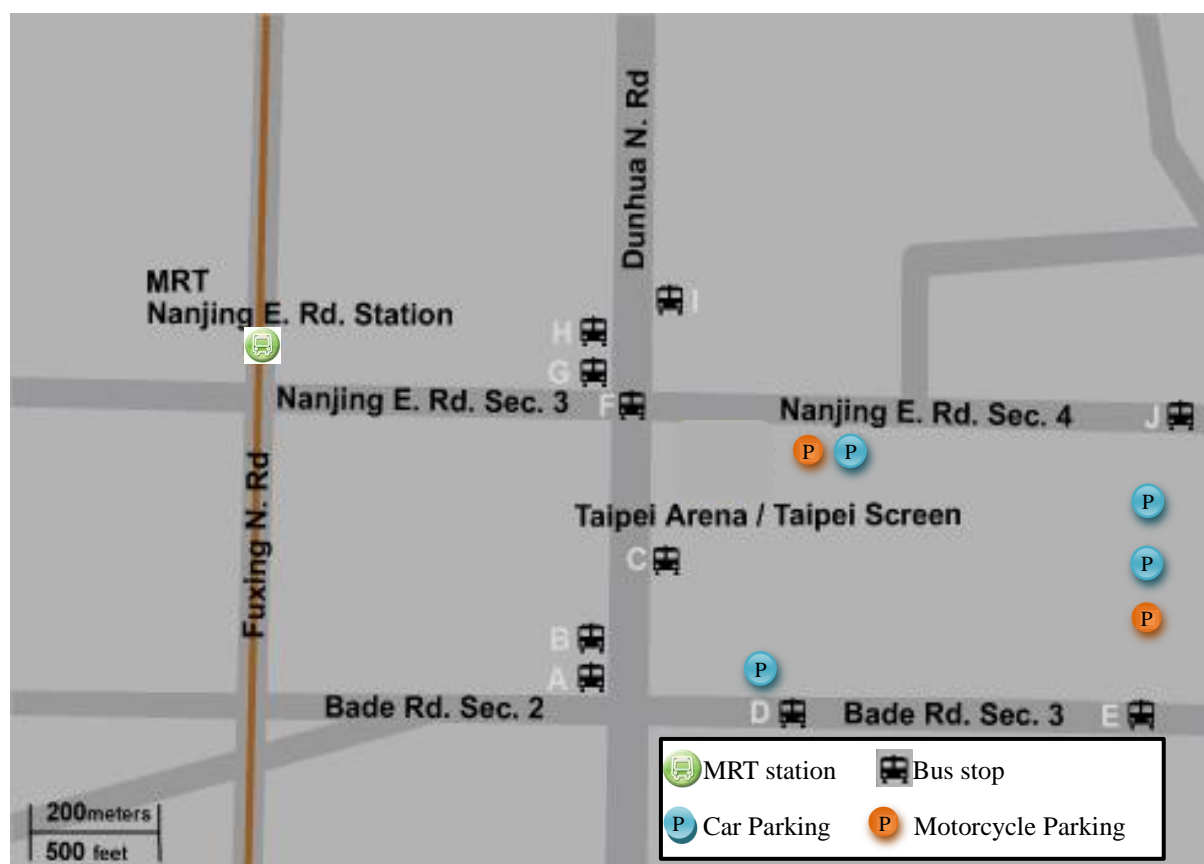 Dunhua N. Rd
MRT
Nanjing E. Rd. Station
I
H
G
Nanjing E. Rd. Sec. 3
F
Nanjing E. Rd. Sec. 4
J
P
P
Fuxing N. Rd
P
Taipei Arena / Taipei Screen
C
P
P
B
A
P
Bade Rd. Sec. 2
D
Bade Rd. Sec. 3
E
MRT station
Bus stop
P Car Parking
P Motorcycle Parking
200meters
500 feet